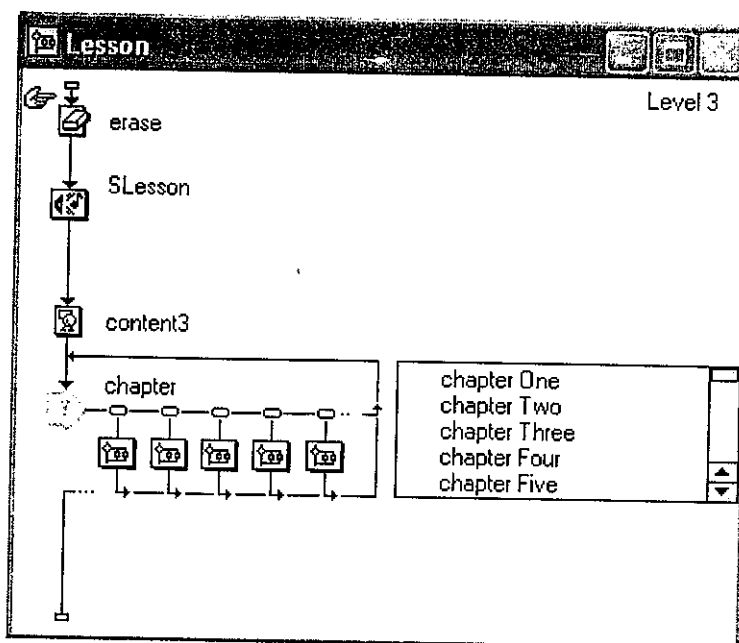 Lesson
Level 3
erase
SLesson
content3
chapter
chapter One
chapter Two
chapter Three
chapter Four
chapter Five